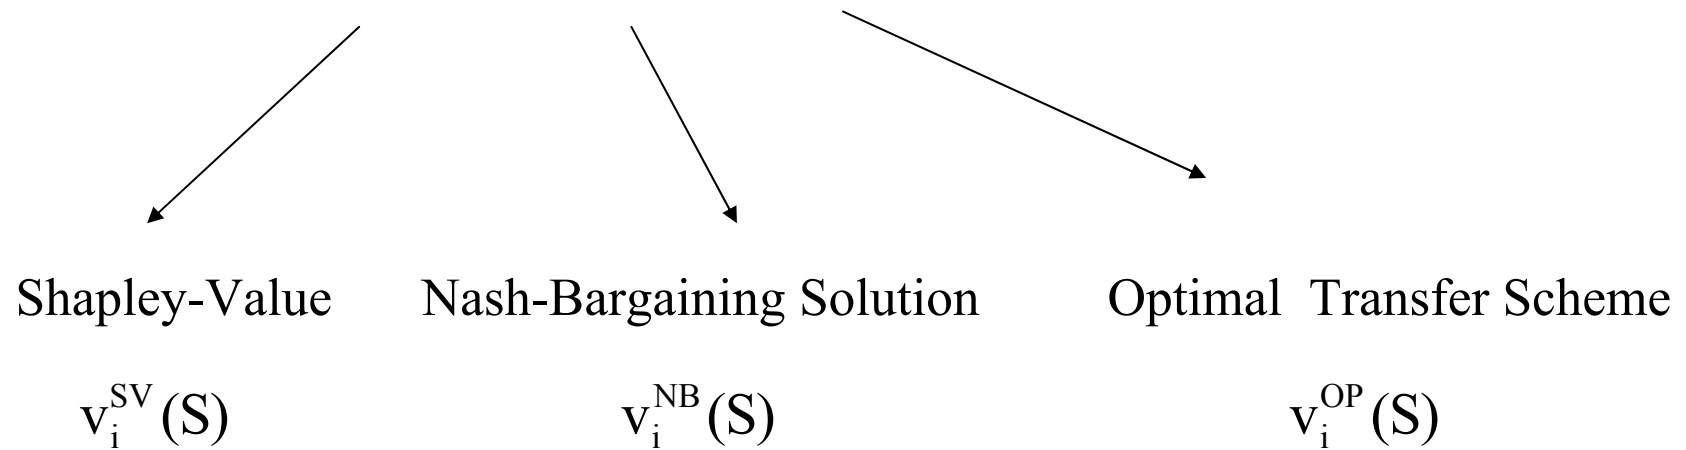 Shapley-Value Nash-Bargaining Solution Optimal Transfer Scheme
v_i^{SV}(S) v_i^{NB}(S) v_i^{OP}(S)